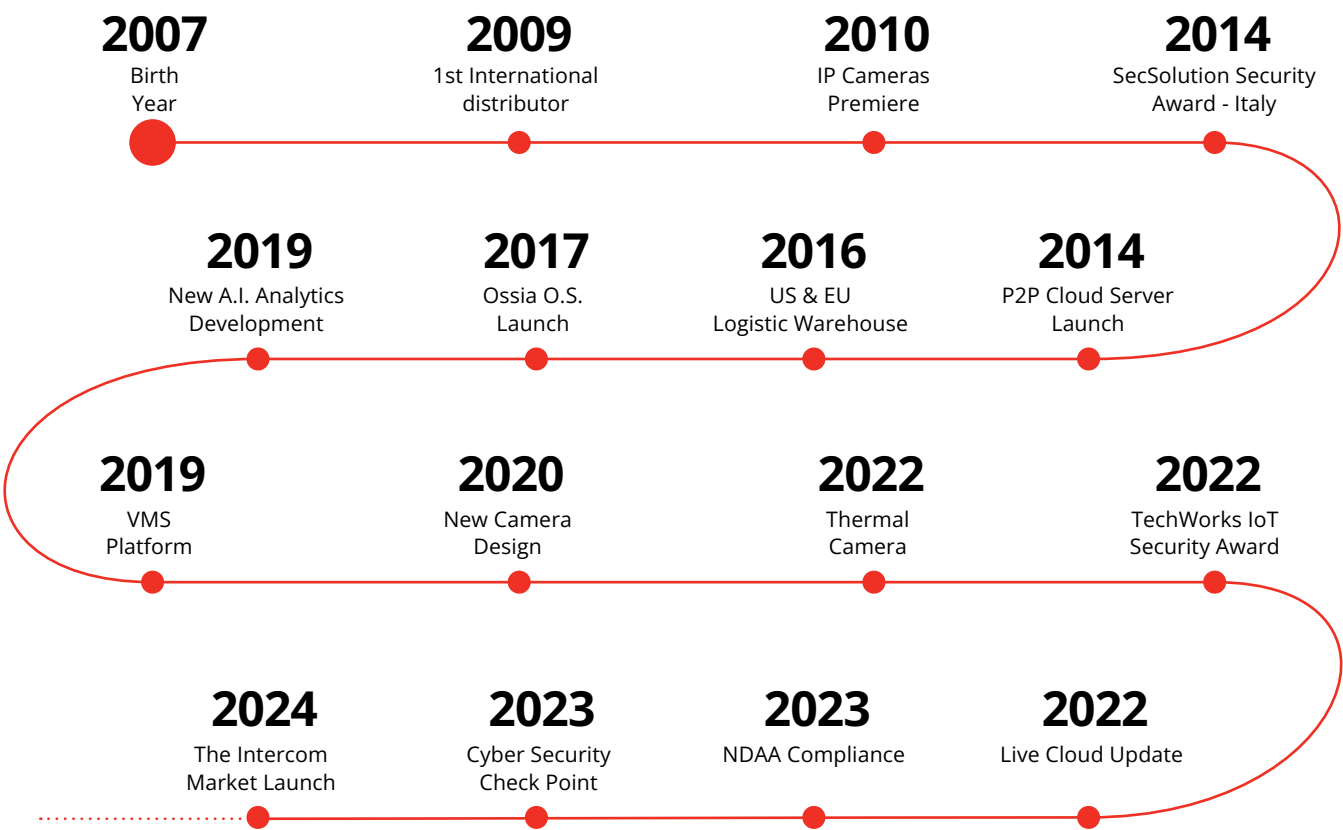 2007
Birth
Year
2009
1st International
distributor
2010
IP Cameras
Premiere
2014
SecSolution Security
Award - Italy
2014
P2P Cloud Server
Launch
2016
US & EU
Logistic Warehouse
2017
Ossia O.S.
Launch
2019
New A.I. Analytics
Development
2019
VMS
Platform
2020
New Camera
Design
2022
Thermal
Camera
2022
TechWorks IoT
Security Award
2022
Live Cloud Update
2023
NDAA Compliance
2023
Cyber Security
Check Point
2024
The Intercom
Market Launch